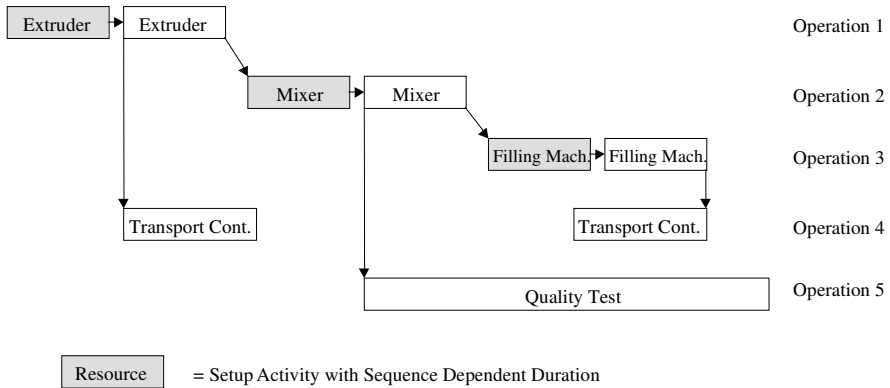 Extruder Extruder Operation 1
Mixer Mixer Operation 2
Filling Mach. Filling Mach. Operation 3
Transport Cont. Transport Cont. Operation 4
Quality Test Operation 5
Resource = Setup Activity with Sequence Dependent Duration